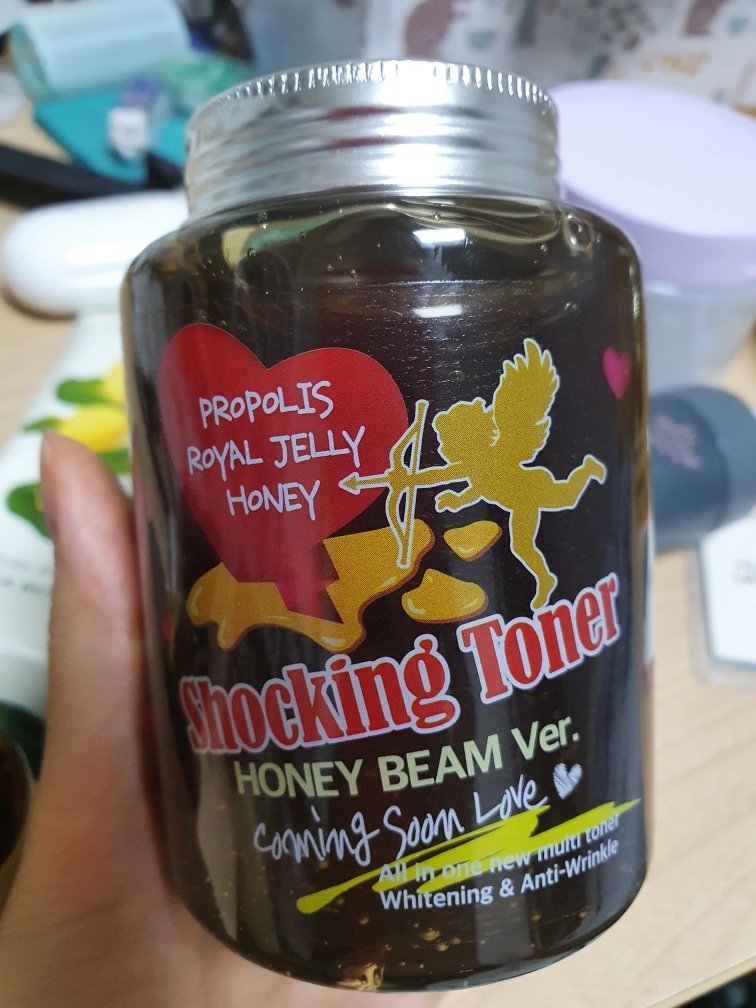 PROPOLIS
ROYAL JELLY
HONEY
Shocking Toner
HONEY BEAM Ver.
Coming Soon Love
All in one new multi toner
Whitening & Anti-Wrinkle